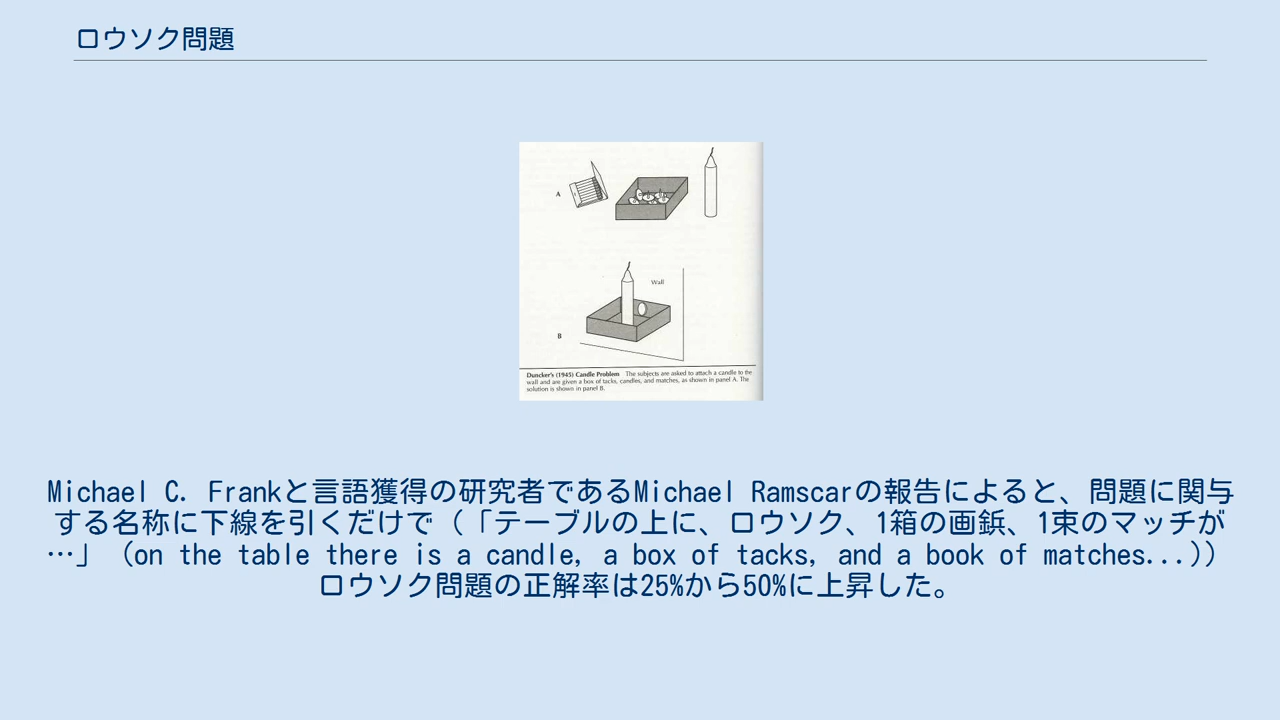 ロウソク問題
A
Wall
B
Duncker's (1945) Candle Problem The subjects are asked to attach a candle to the
wall and are given a box of tacks, candles, and matches, as shown in panel A. The
solution is shown in panel B.
Michael C. Frankと言語獲得の研究者であるMichael Ramscarの報告によると、問題に関与
する名称に下線を引くだけで（「テーブルの上に、ロウソク、1箱の画鋲、1束のマッチが
…」（on the table there is a candle, a box of tacks, and a book of matches...)）
ロウソク問題の正解率は25%から50%に上昇した。